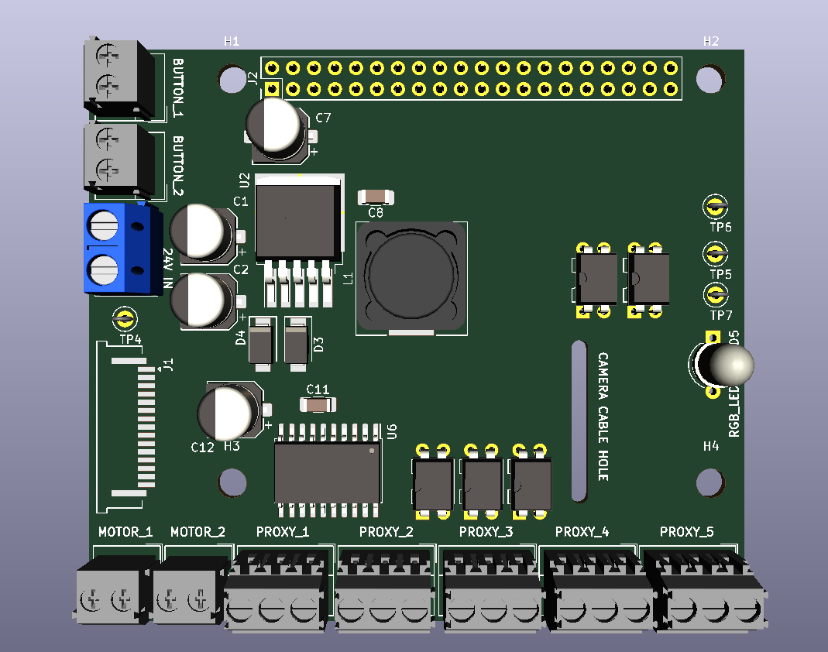 H1
H2
BUTTON_1
J2
C7
+
BUTTON_2
U2
C8
C1
+
24V IN
C2
+
L1
TP6
TP5
TP7
TP4
D4
D3
J1
D5
RGB_LED
CAMERA CABLE HOLE
C11
C12
H3
+
U6
H4
MOTOR_1
MOTOR_2
PROXY_1
PROXY_2
PROXY_3
PROXY_4
PROXY_5